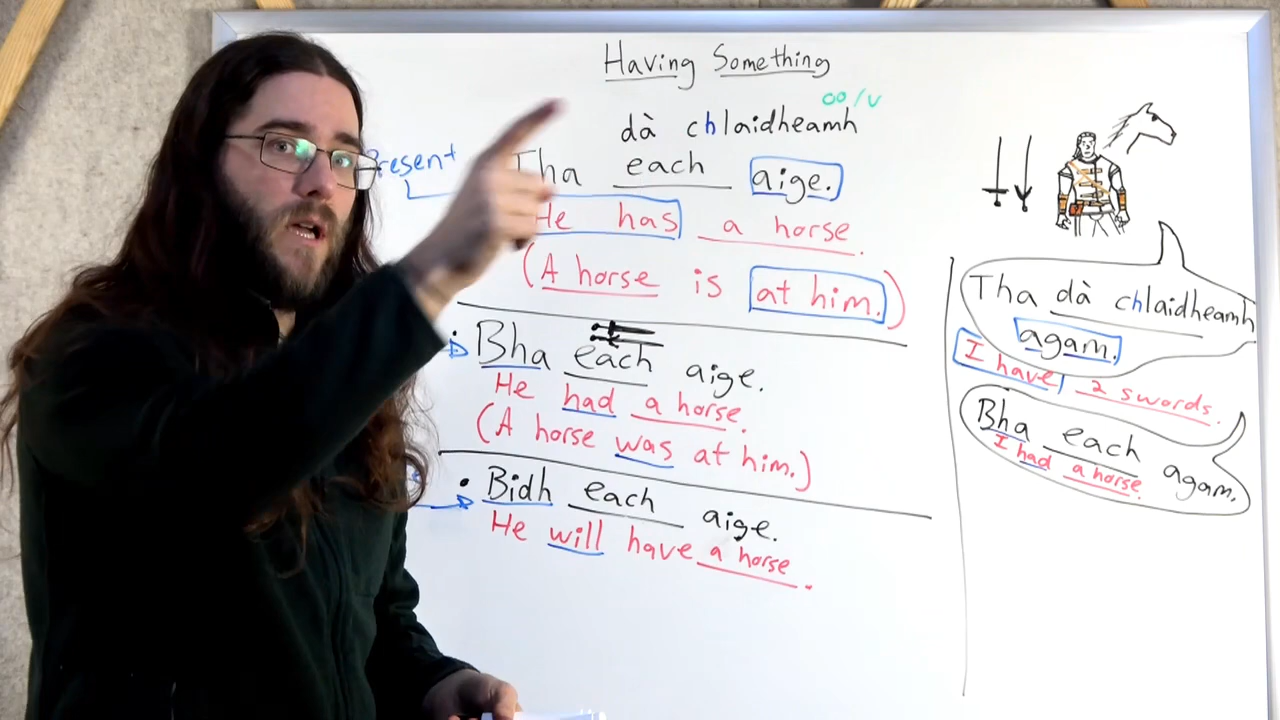 Having Something
oo/v
dà chlaidheamh
Present
Tha each aige.
He has a horse.
(A horse is at him.)
Bha each aige.
He had a horse.
(A horse was at him.)
Bidh each aige.
He will have a horse.
Tha dà chlaidheamh
agam.
I have 2 swords.
Bha each agam.
I had a horse.